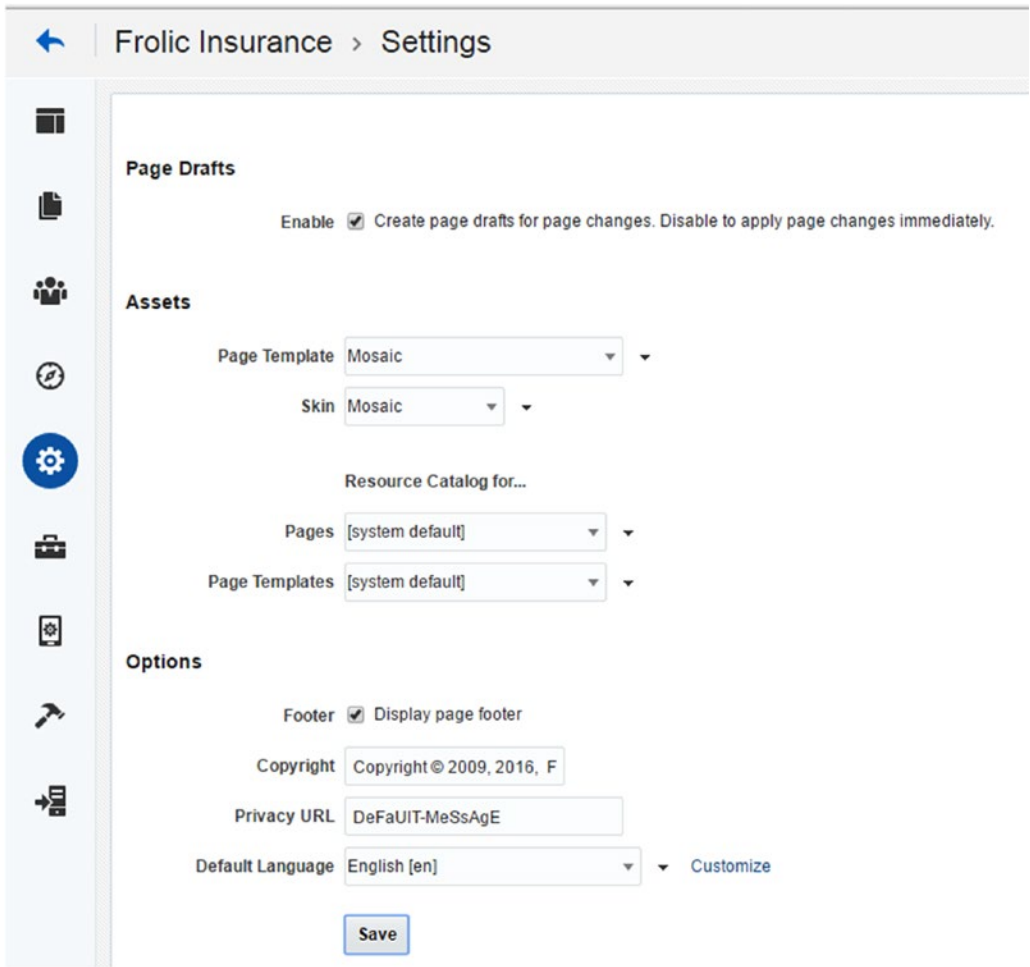 Frolic Insurance > Settings
Page Drafts
Enable Create page drafts for page changes. Disable to apply page changes immediately.
Assets
Page Template Mosaic
Skin Mosaic
Resource Catalog for...
Pages [system default]
Page Templates [system default]
Options
Footer Display page footer
Copyright Copyright © 2009, 2016, F
Privacy URL DeFaUIT-MeSsAgE
Default Language English [en] Customize
Save